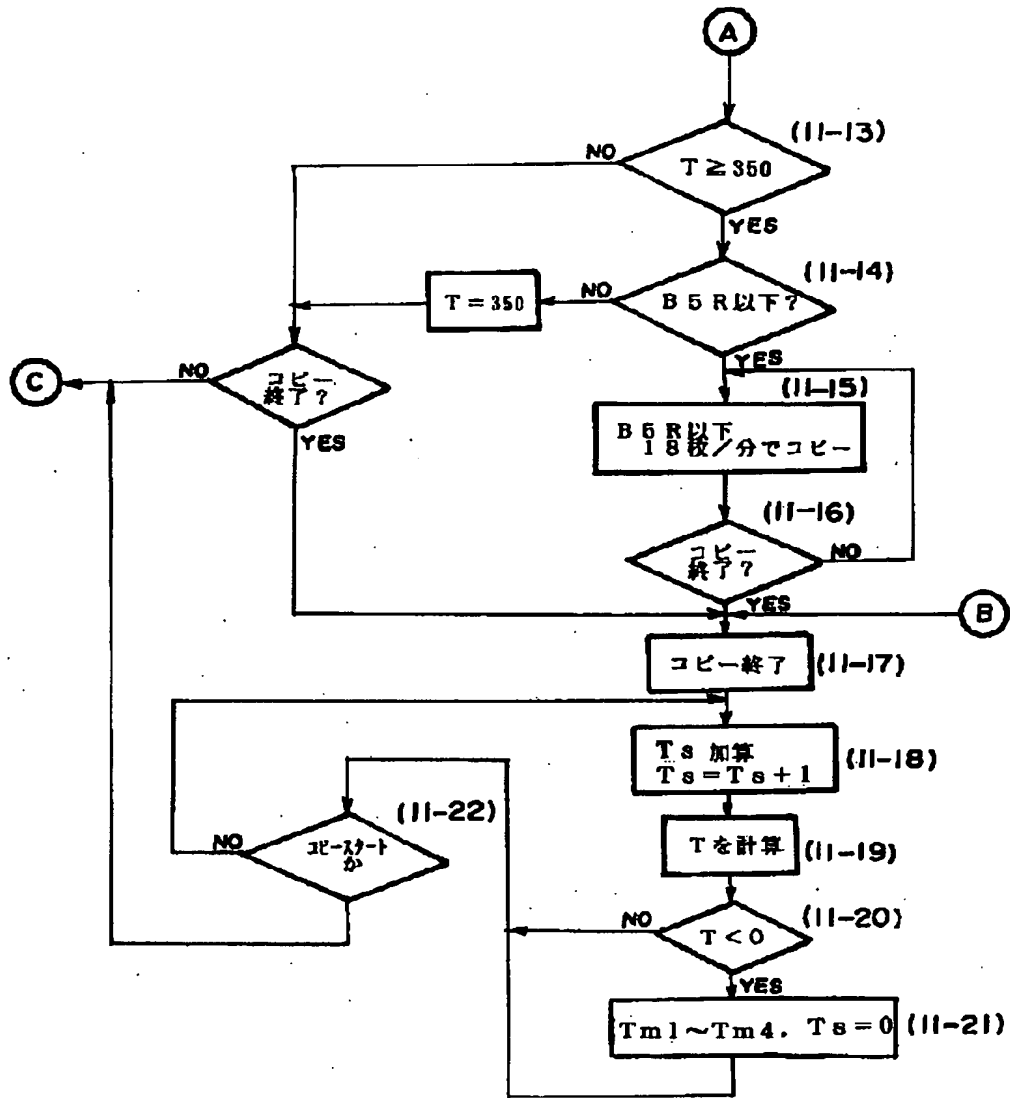 A
(11-13)
NO
T ≧ 350
YES
(11-14)
T = 350
NO
B 5 R 以下 ?
YES
C
NO
コピー
終了 ?
YES
(11-15)
B 5 R 以下
18枚/分でコピー
(11-16)
コピー
終了 ?
NO
YES
B
コピー終了
(11-17)
Ts 加算
Ts = Ts + 1
(11-18)
(11-22)
NO
コピースタート
か
Tを計算
(11-19)
(11-20)
NO
T < 0
YES
Tm1~Tm4. Ts = 0
(11-21)